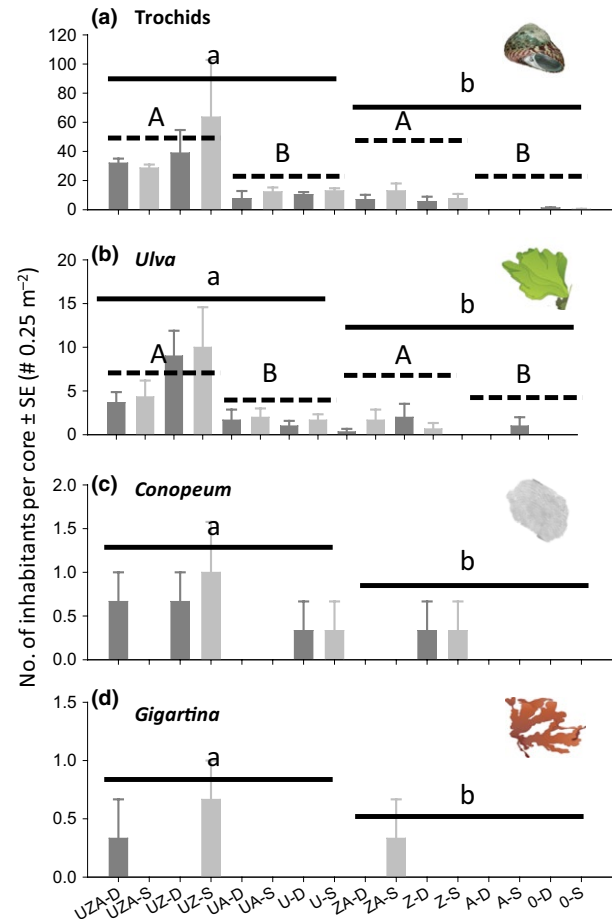 (a) Trochids
120
100
80
60
40
20
0
a
b
A
B
A
B
(b) Ulva
20
15
10
5
0
a
b
A
B
A
B
(c) Conopeum
2.0
1.5
1.0
0.5
0.0
a
b
(d) Gigartina
1.5
1.0
0.5
0.0
a
b
No. of inhabitants per core ± SE (# 0.25 m⁻²)
UZA-D UZA-S UZ-D UZ-S UA-D UA-S U-D U-S ZA-D ZA-S Z-D Z-S A-D A-S 0-D 0-S